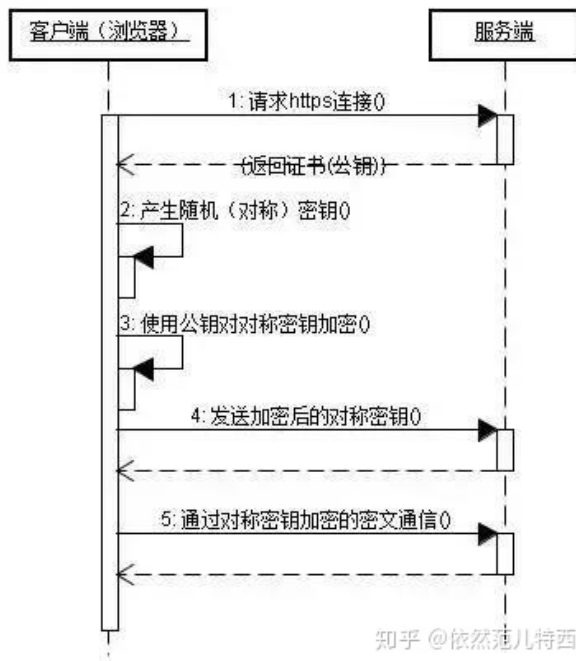 客户端（浏览器）
服务端
1: 请求https连接()
(返回证书(公钥))
2: 产生随机（对称）密钥()
3: 使用公钥对对称密钥加密()
4: 发送加密后的对称密钥()
5: 通过对称密钥加密的密文通信()
知乎 @依然范儿特西